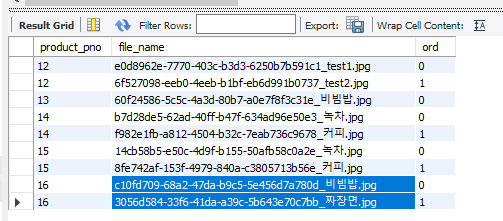 Result Grid Filter Rows: Export: Wrap Cell Content:
product_pno file_name ord
12 e0d8962e-7770-403c-b3d3-6250b7b591c1_test1.jpg 0
12 6f527098-eeb0-4eeb-b1bf-eb6d991b0737_test2.jpg 1
13 60f24586-5c5c-4a3d-80b7-a0e7f8f3c31e_비빔밥.jpg 0
14 b7d28de5-62ad-40ff-b47f-634ad96e50e3_녹차.jpg 0
14 f982e1fb-a812-4504-b32c-7eab736c9678_커피.jpg 1
15 14cb58b5-e50c-4d9f-b155-50afb58c0a2e_녹차.jpg 0
15 8fe742af-153f-4979-840a-c3805713b56e_커피.jpg 1
16 c10fd709-68a2-47da-b9c5-5e456d7a780d_비빔밥.jpg 0
16 3056d584-33f6-41da-a39c-5b643e70c7bb_짜장면.jpg 1